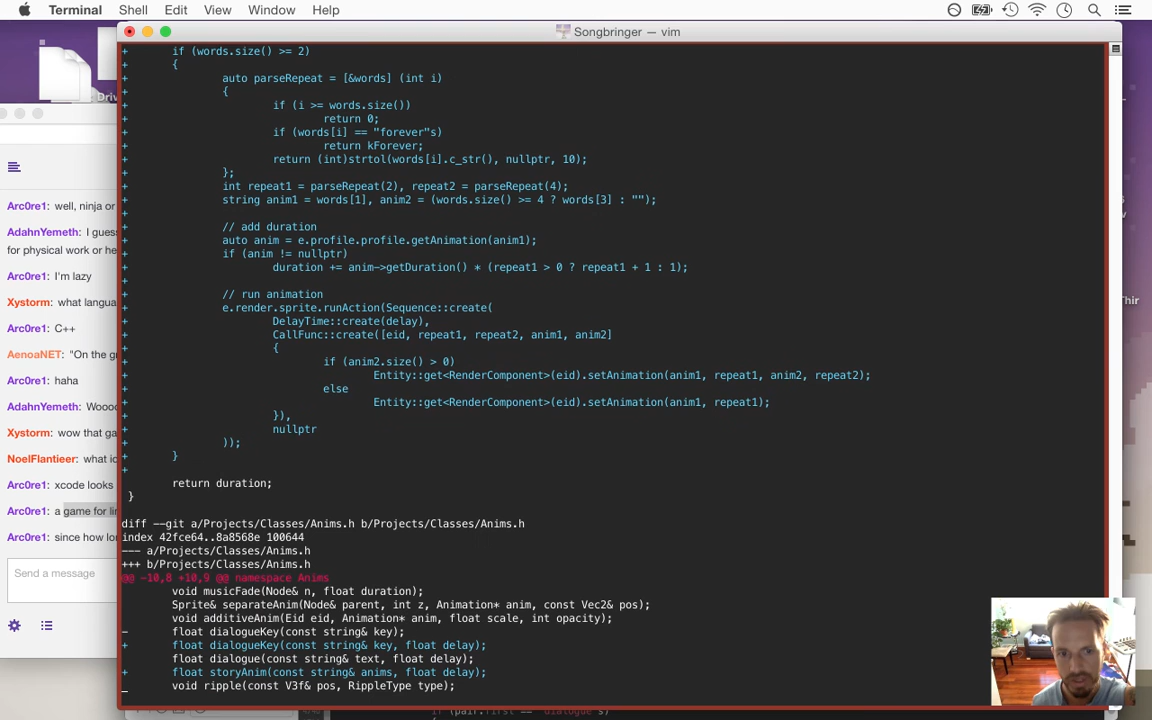 Terminal Shell Edit View Window Help
Songbringer — vim
+ if (words.size() >= 2)
+ {
+ auto parseRepeat = [&words] (int i)
+ {
+ if (i >= words.size())
+ return 0;
+ if (words[i] == "forever"s)
+ return kForever;
+ return (int)strtol(words[i].c_str(), nullptr, 10);
+ };
+ int repeat1 = parseRepeat(2), repeat2 = parseRepeat(4);
+ string anim1 = words[1], anim2 = (words.size() >= 4 ? words[3] : "");
+
+ // add duration
+ auto anim = e.profile.profile.getAnimation(anim1);
+ if (anim != nullptr)
+ duration += anim->getDuration() * (repeat1 > 0 ? repeat1 + 1 : 1);
+
+ // run animation
+ e.render.sprite.runAction(Sequence::create(
+ DelayTime::create(delay),
+ CallFunc::create([eid, repeat1, repeat2, anim1, anim2]
+ {
+ if (anim2.size() > 0)
+ Entity::get<RenderComponent>(eid).setAnimation(anim1, repeat1, anim2, repeat2);
+ else
+ Entity::get<RenderComponent>(eid).setAnimation(anim1, repeat1);
+ }),
+ nullptr
+ ));
+ }
+
return duration;
}
diff --git a/Projects/Classes/Anims.h b/Projects/Classes/Anims.h
index 42fce64..8a8568e 100644
--- a/Projects/Classes/Anims.h
+++ b/Projects/Classes/Anims.h
@@ -10,8 +10,9 @@ namespace Anims
void musicFade(Node& n, float duration);
Sprite& separateAnim(Node& parent, int z, Animation* anim, const Vec2& pos);
void additiveAnim(Eid eid, Animation* anim, float scale, int opacity);
- float dialogueKey(const string& key);
+ float dialogueKey(const string& key, float delay);
float dialogue(const string& text, float delay);
+ float storyAnim(const string& anims, float delay);
void ripple(const V3f& pos, RippleType type);
Arc0re1: well, ninja or
AdahnYemeth: I gues
for physical work or he
Arc0re1: I'm lazy
Xystorm: what langua
Arc0re1: C++
AenoaNET: "On the g
Arc0re1: haha
AdahnYemeth: Wooo
Xystorm: wow that ga
NoelFlantieer: what i
Arc0re1: xcode looks
Arc0re1: a game for li
Arc0re1: since how lo
Send a message
Driv
Thir